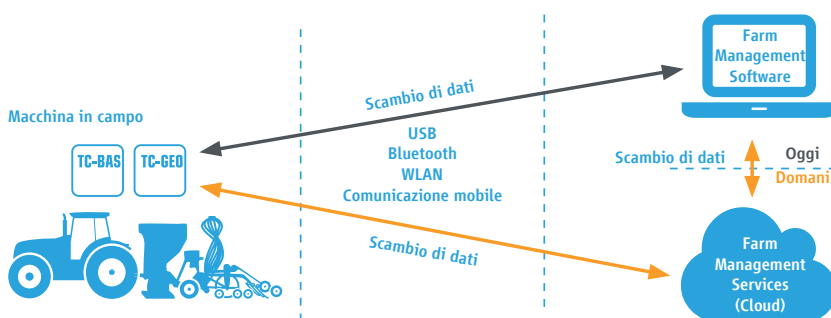 Macchina in campo
TC-BAS
TC-GEO
Scambio di dati
USB
Bluetooth
WLAN
Comunicazione mobile
Scambio di dati
Farm
Management
Software
Scambio di dati
Oggi
Domani
Farm
Management
Services
(Cloud)